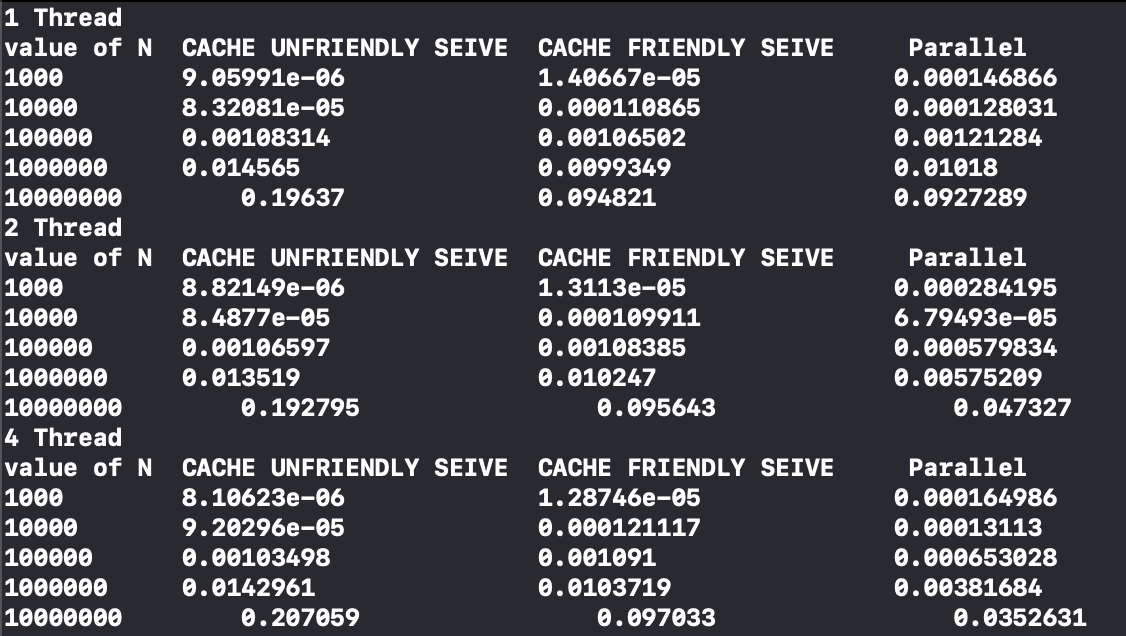 1 Thread
value of N  CACHE UNFRIENDLY SEIVE  CACHE FRIENDLY SEIVE     Parallel
1000        9.05991e-06             1.40667e-05             0.000146866
10000       8.32081e-05             0.000110865             0.000128031
100000      0.00108314              0.00106502              0.00121284
1000000     0.014565                0.0099349               0.01018
10000000        0.19637             0.094821                0.0927289
2 Thread
value of N  CACHE UNFRIENDLY SEIVE  CACHE FRIENDLY SEIVE     Parallel
1000        8.82149e-06             1.3113e-05              0.000284195
10000       8.4877e-05              0.000109911             6.79493e-05
100000      0.00106597              0.00108385              0.000579834
1000000     0.013519                0.010247                0.00575209
10000000        0.192795                0.095643                0.047327
4 Thread
value of N  CACHE UNFRIENDLY SEIVE  CACHE FRIENDLY SEIVE     Parallel
1000        8.10623e-06             1.28746e-05             0.000164986
10000       9.20296e-05             0.000121117             0.00013113
100000      0.00103498              0.001091                0.000653028
1000000     0.0142961               0.0103719               0.00381684
10000000        0.207059                0.097033                0.0352631